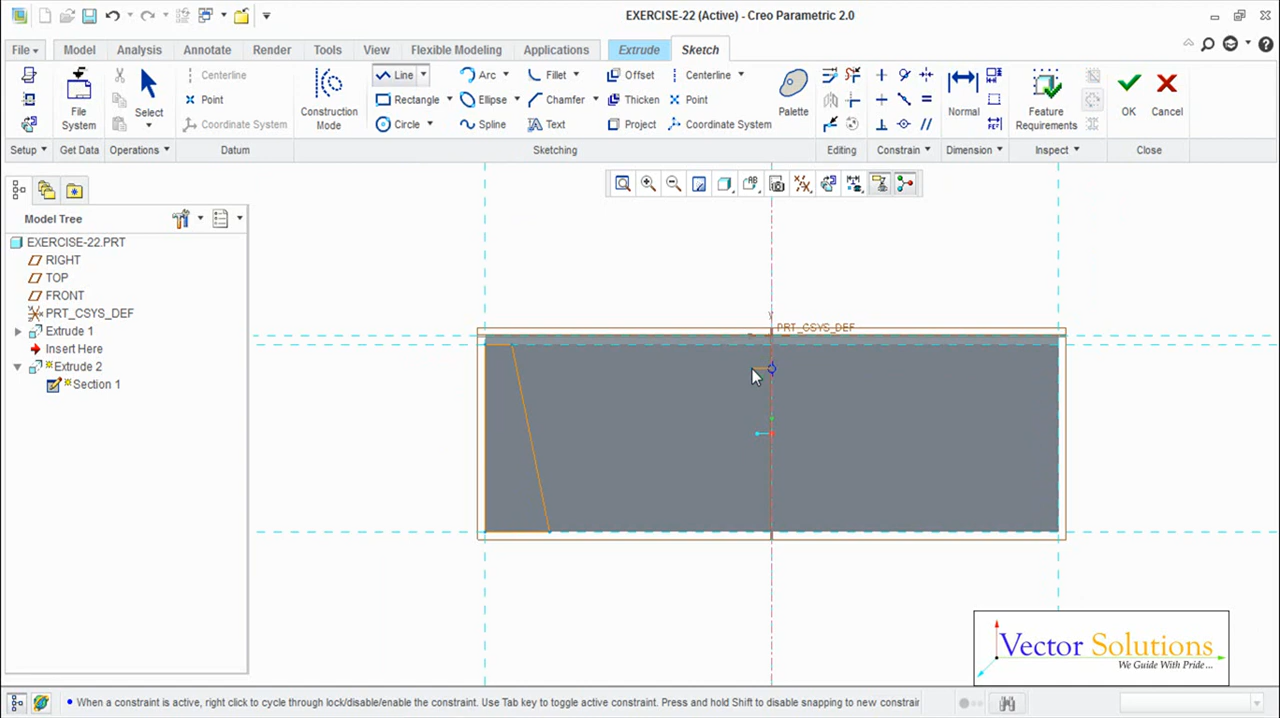 EXERCISE-22 (Active) - Creo Parametric 2.0
File Model Analysis Annotate Render Tools View Flexible Modeling Applications Extrude Sketch
File System
Select
Centerline
Point
Coordinate System
Construction Mode
Line Arc Fillet Offset Centerline
Rectangle Ellipse Chamfer Thicken Point
Circle Spline Text Project Coordinate System
Palette
Normal
Feature Requirements
OK
Cancel
Setup Get Data Operations Datum Sketching Editing Constrain Dimension Inspect Close
Model Tree
EXERCISE-22.PRT
RIGHT
TOP
FRONT
PRT_CSYS_DEF
Extrude 1
Insert Here
Extrude 2
Section 1
Y
PRT_CSYS_DEF
Vector Solutions
We Guide With Pride...
When a constraint is active, right click to cycle through lock/disable/enable the constraint. Use Tab key to toggle active constraint. Press and hold Shift to disable snapping to new constrain